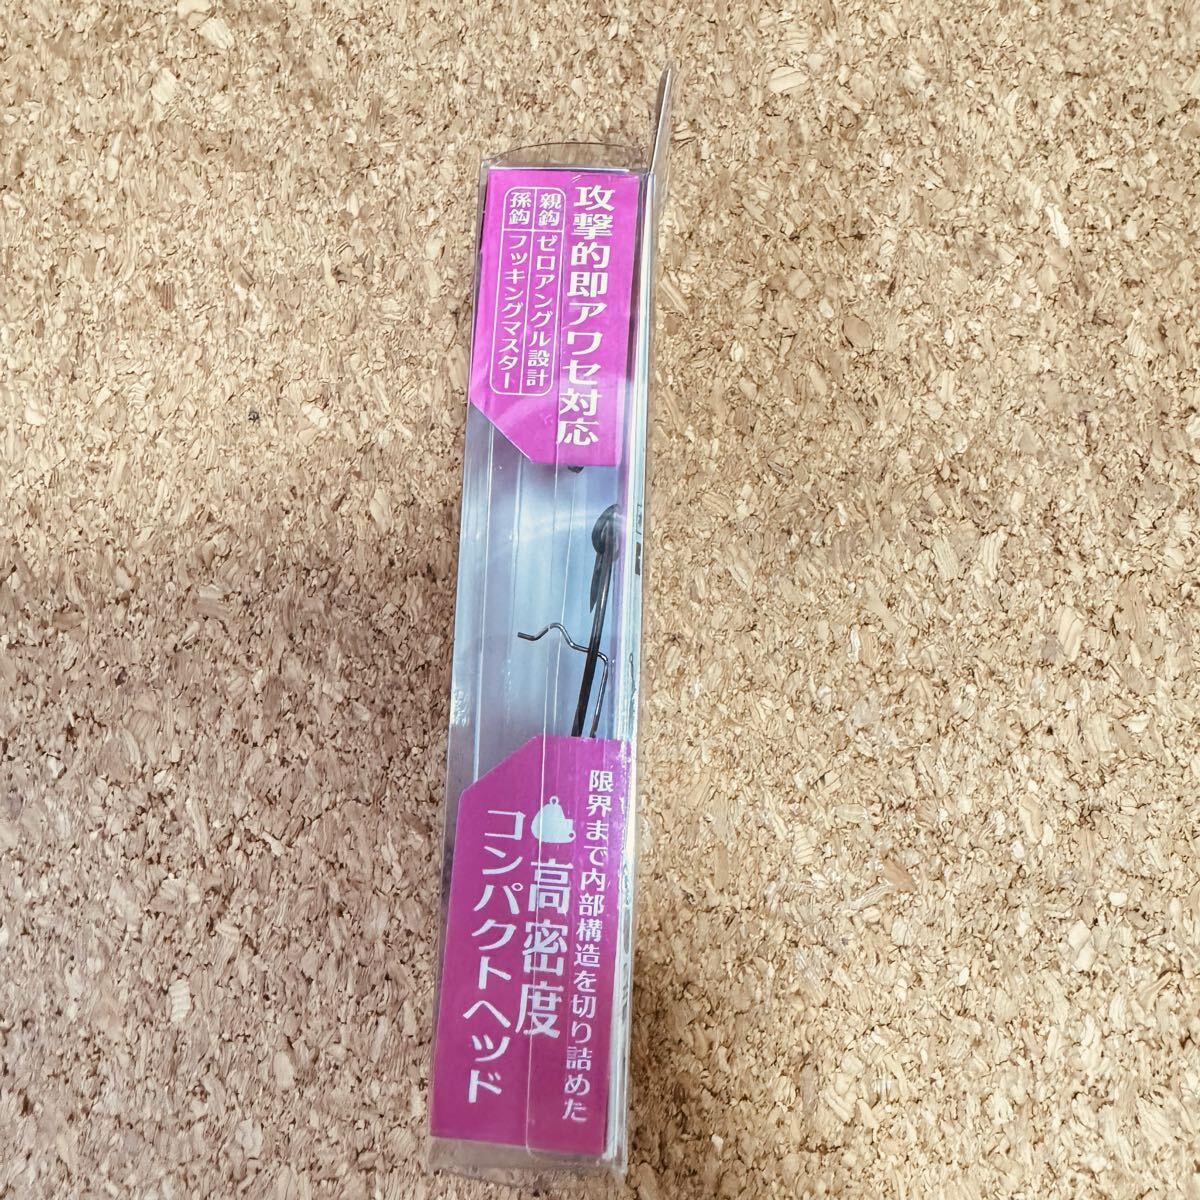 攻撃的即アワセ対応
親鈎 ゼロアングル設計
孫鈎 フッキングマスター
限界まで内部構造を切り詰めた
高密度
コンパクトヘッド